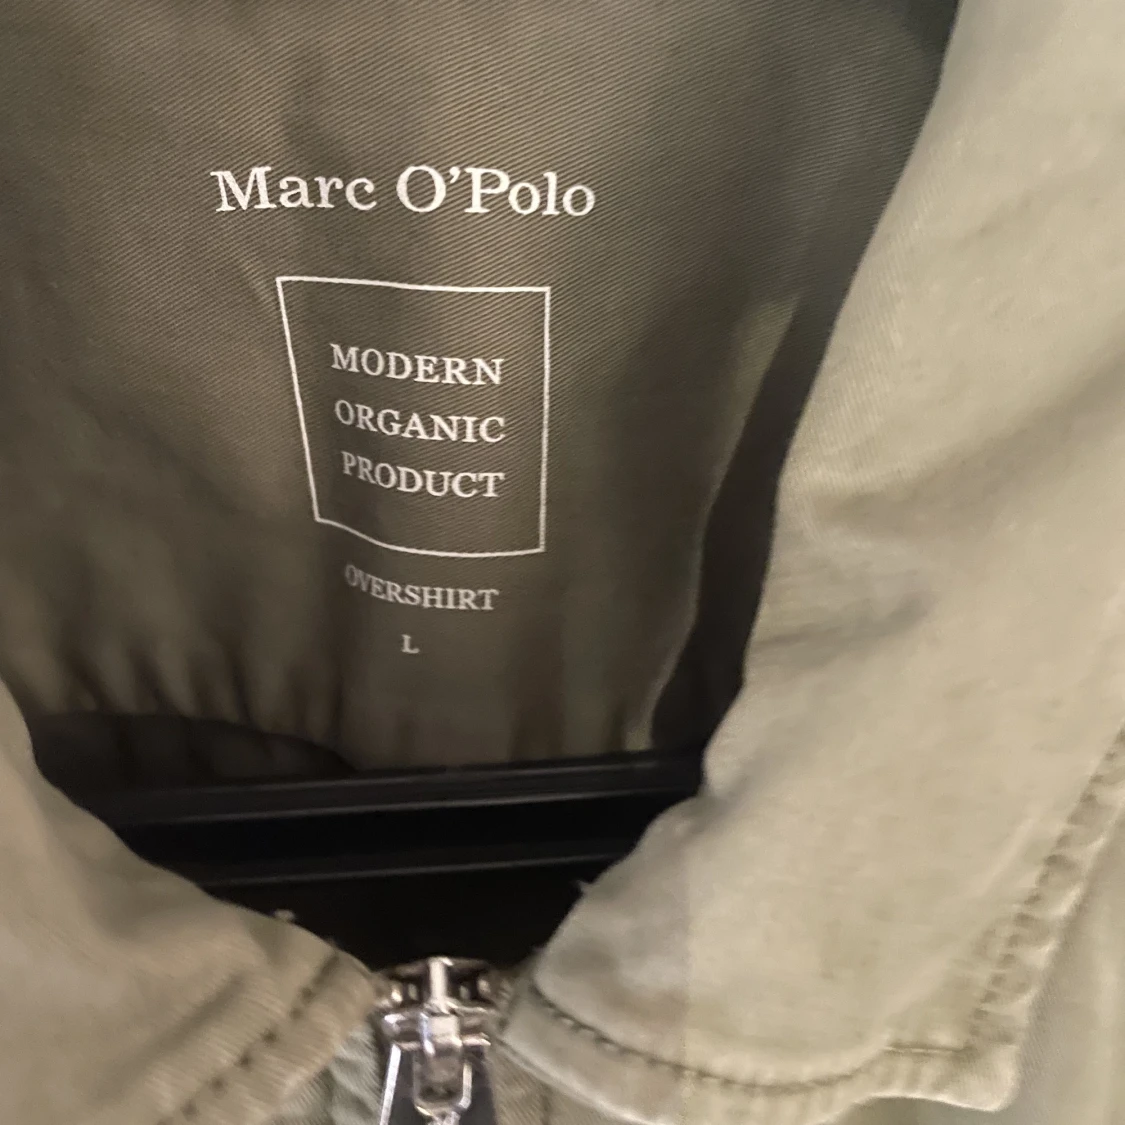 Marc O'Polo
MODERN
ORGANIC
PRODUCT
OVERSHIRT
L